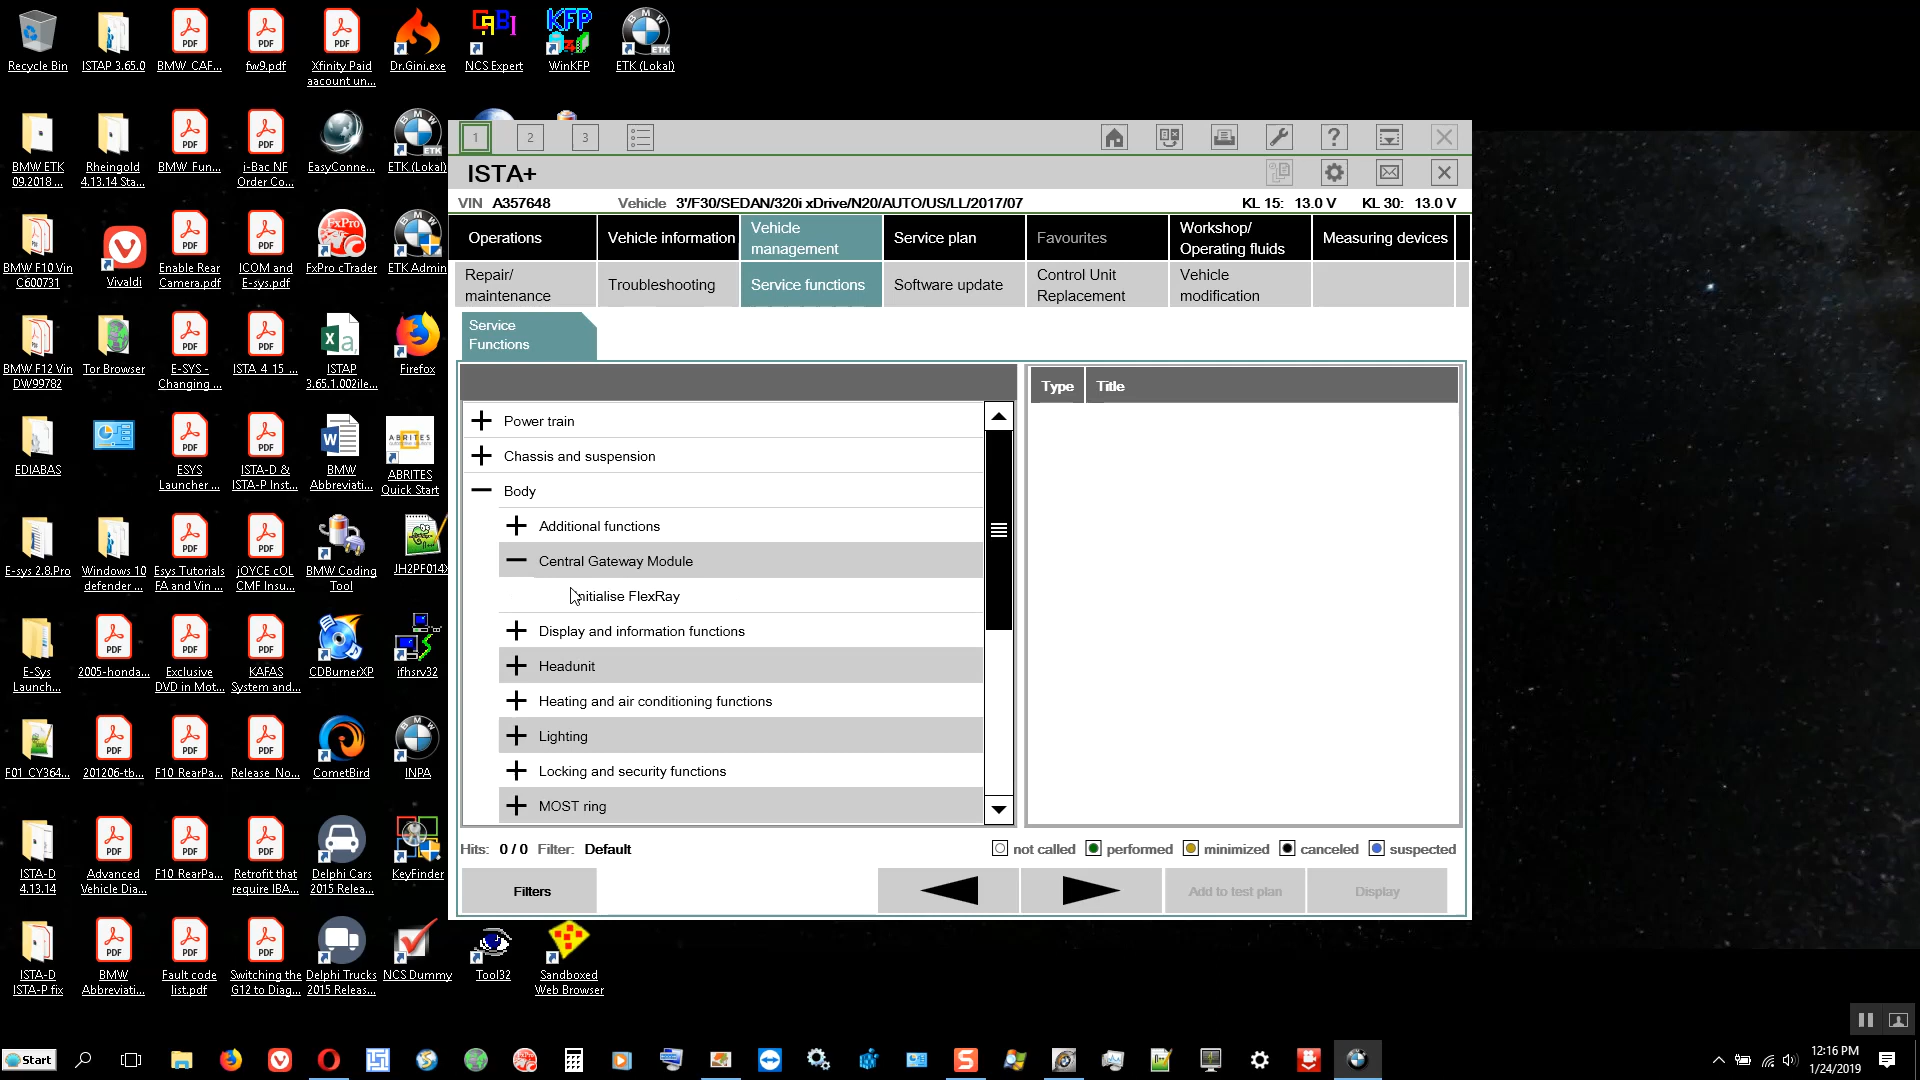 Recycle Bin
ISTAP 3.65.0
BMW_CAF...
fw9.pdf
Xfinity Paid
aacount un...
Dr.Gini.exe
NCS Expert
WinKFP
ETK (Lokal)
BMW ETK
09.2018 ...
Rheingold
4.13.14 Sta...
BMW_Fun...
i-Bac NF
Order Co...
EasyConne...
ETK (Lokal)
BMW F10 Vin
C600731
Vivaldi
Enable Rear
Camera.pdf
ICOM and
E-sys.pdf
FxPro cTrader
ETK Admin
BMW F12 Vin
DW99782
Tor Browser
E-SYS -
Changing ...
ISTA 4 15 ...
ISTAP
3.65.1.002ile...
Firefox
EDIABAS
ESYS
Launcher ...
ISTA-D &
ISTA-P Inst...
BMW
Abbreviati...
ABRITES
ABRITES
Quick Start
E-sys 2.8.Pro
Windows 10
defender ...
Esys Tutorials
FA and Vin ...
jOYCE cOL
CMF Insu...
BMW Coding
Tool
JH2PF014X
E-Sys
Launch...
2005-honda...
Exclusive
DVD in Mot...
KAFAS
System and...
CDBurnerXP
ifhsrv32
F01_CY364...
201206-tb...
F10_RearPa...
Release_No...
CometBird
INPA
ISTA-D
4.13.14
Advanced
Vehicle Dia...
F10_RearPa...
Retrofit that
require IBA...
Delphi Cars
2015 Relea...
KeyFinder
ISTA-D
ISTA-P fix
BMW
Abbreviati...
Fault code
list.pdf
Switching the
G12 to Diag...
Delphi Trucks
2015 Releas...
NCS Dummy
Tool32
Sandboxed
Web Browser
1 2 3
ISTA+
VIN A357648 Vehicle 3'/F30/SEDAN/320i xDrive/N20/AUTO/US/LL/2017/07 KL 15: 13.0 V KL 30: 13.0 V
Operations
Vehicle information
Vehicle
management
Service plan
Favourites
Workshop/
Operating fluids
Measuring devices
Repair/
maintenance
Troubleshooting
Service functions
Software update
Control Unit
Replacement
Vehicle
modification
Service
Functions
Type Title
Power train
Chassis and suspension
Body
Additional functions
Central Gateway Module
nitialise FlexRay
Display and information functions
Headunit
Heating and air conditioning functions
Lighting
Locking and security functions
MOST ring
Hits: 0 / 0 Filter: Default
not called performed minimized canceled suspected
Filters
Add to test plan
Display
Start
12:16 PM
1/24/2019